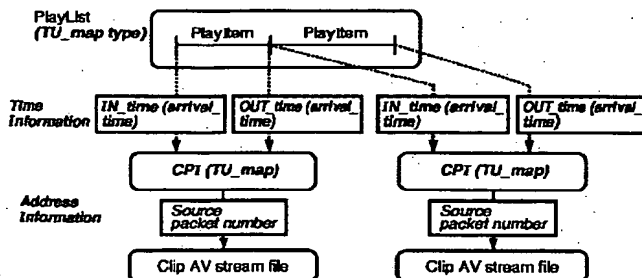 PlayList
(TU_map type)
PlayItem
PlayItem
Time
Information
IN_time (arrival_
time)
OUT_time (arrival_
time)
IN_time (arrival_
time)
OUT_time (arrival_
time)
CPI (TU_map)
CPI (TU_map)
Address
Information
Source
packet number
Source
packet number
Clip AV stream file
Clip AV stream file